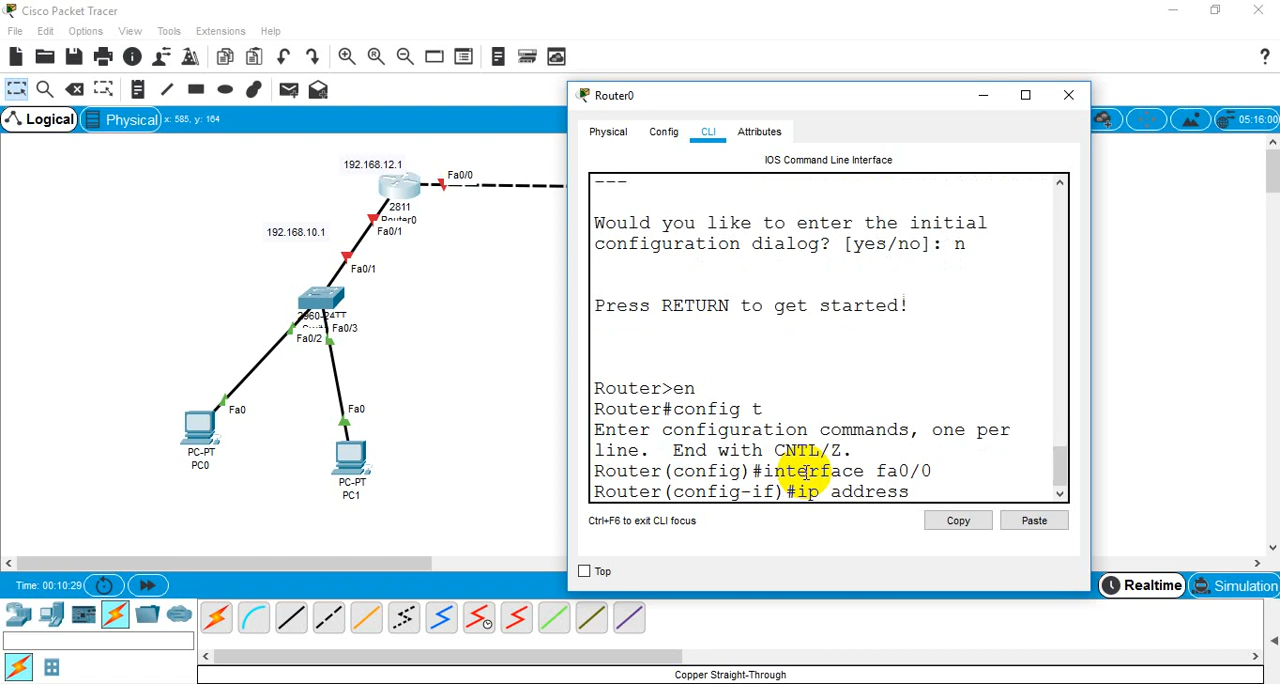 Cisco Packet Tracer
File Edit Options View Tools Extensions Help
?
Logical Physical x: 585, y: 164
05:16:00
192.168.12.1
Fa0/0
2811
Router0
Fa0/1
192.168.10.1
Fa0/1
2960-24TT
Fa0/3
Fa0/2
Fa0
PC-PT
PC0
Fa0
PC-PT
PC1
Router0
Physical Config CLI Attributes
IOS Command Line Interface
---
Would you like to enter the initial
configuration dialog? [yes/no]: n
Press RETURN to get started!
Router>en
Router#config t
Enter configuration commands, one per
line. End with CNTL/Z.
Router(config)#interface fa0/0
Router(config-if)#ip address
Ctrl+F6 to exit CLI focus
Copy Paste
Top
Time: 00:10:29
Realtime Simulation
Copper Straight-Through